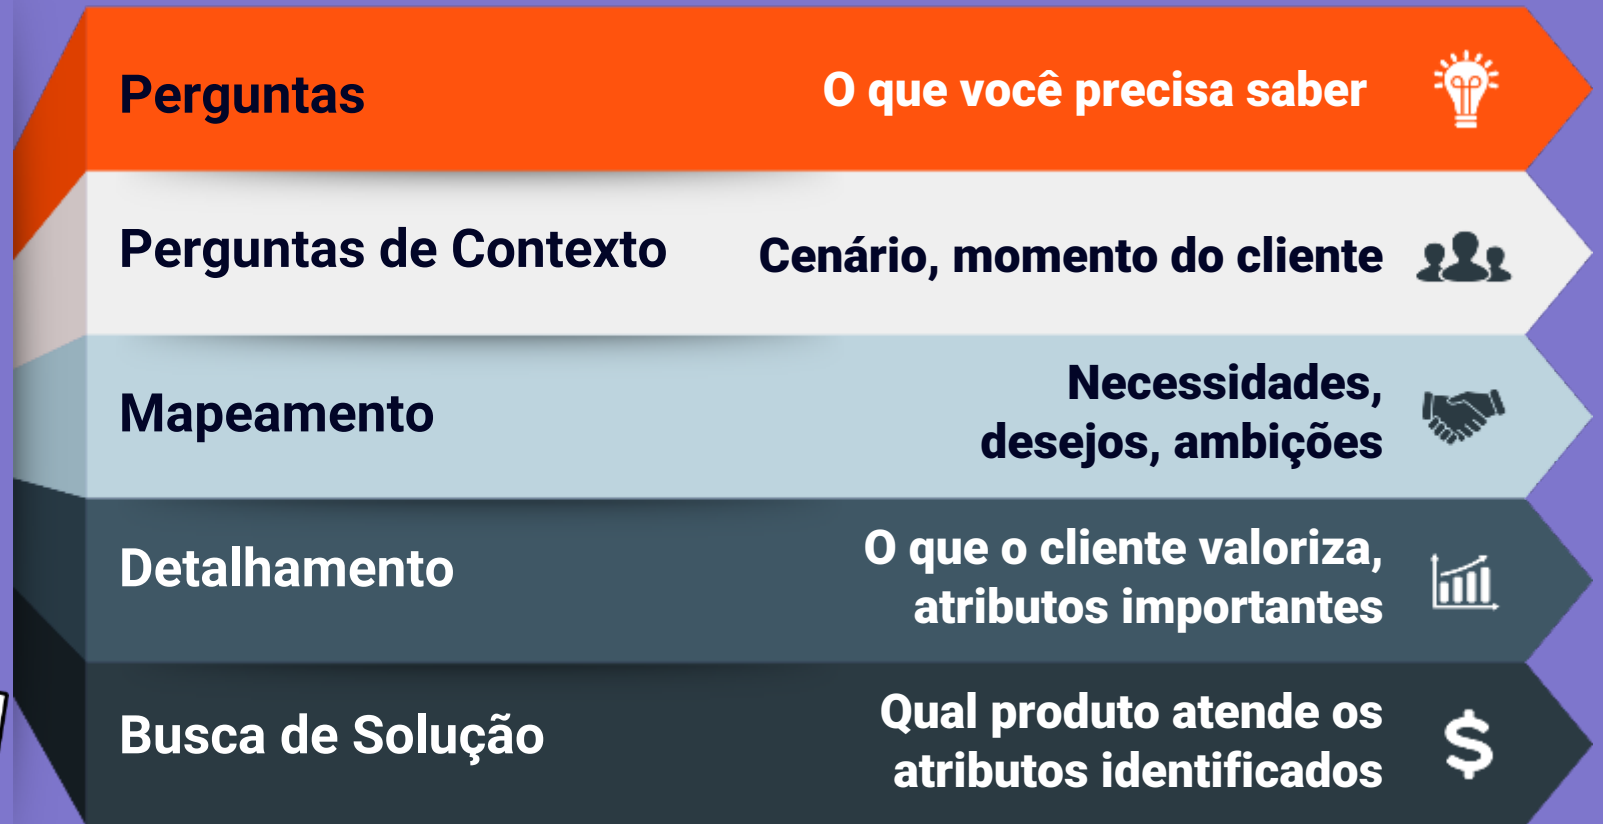 Perguntas
O que você precisa saber
Perguntas de Contexto
Cenário, momento do cliente
Mapeamento
Necessidades,
desejos, ambições
Detalhamento
O que o cliente valoriza,
atributos importantes
Busca de Solução
Qual produto atende os
atributos identificados
$